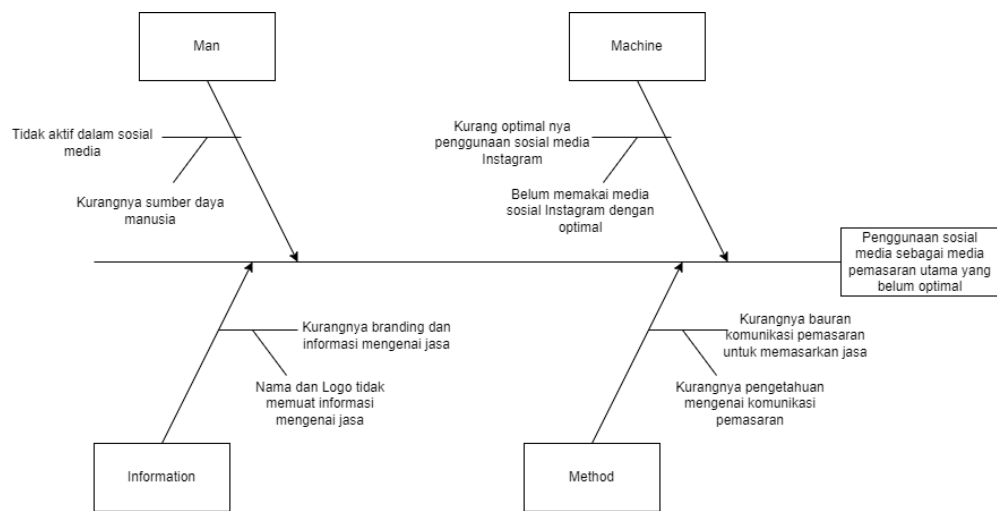 Man
Machine
Tidak aktif dalam sosial
media
Kurangnya sumber daya
manusia
Kurang optimal nya
penggunaan sosial media
Instagram
Belum memakai media
sosial Instagram dengan
optimal
Penggunaan sosial
media sebagai media
pemasaran utama yang
belum optimal
Kurangnya branding dan
informasi mengenai jasa
Nama dan Logo tidak
memuat informasi
mengenai jasa
Kurangnya bauran
komunikasi pemasaran
untuk memasarkan jasa
Kurangnya pengetahuan
mengenai komunikasi
pemasaran
Information
Method